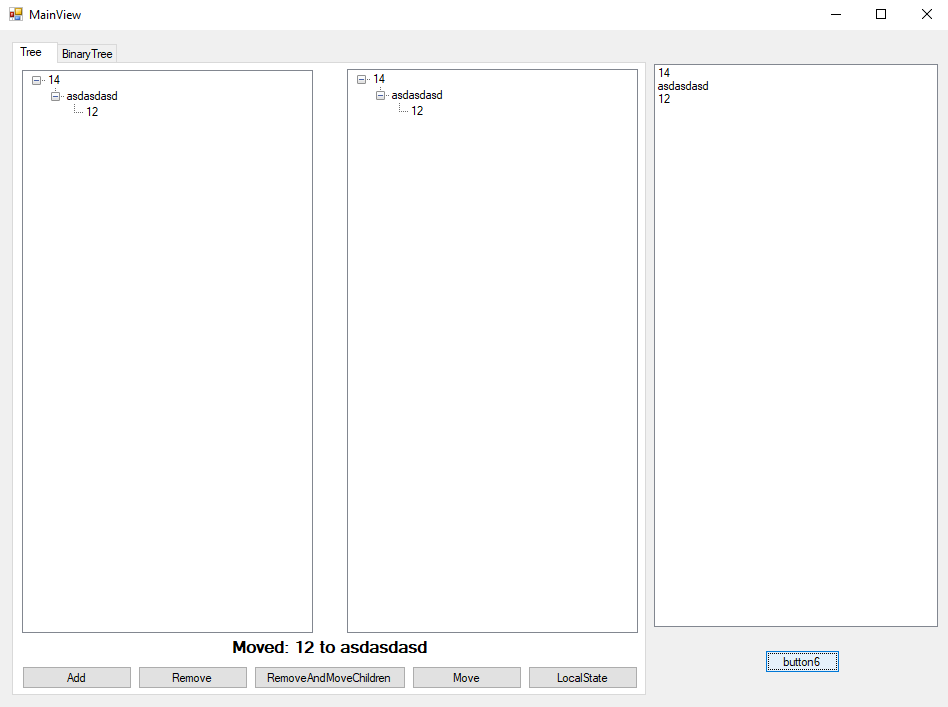 MainView
Tree BinaryTree
14
asdasdasd
12
14
asdasdasd
12
14
asdasdasd
12
Moved: 12 to asdasdasd
Add Remove RemoveAndMoveChildren Move LocalState
button6